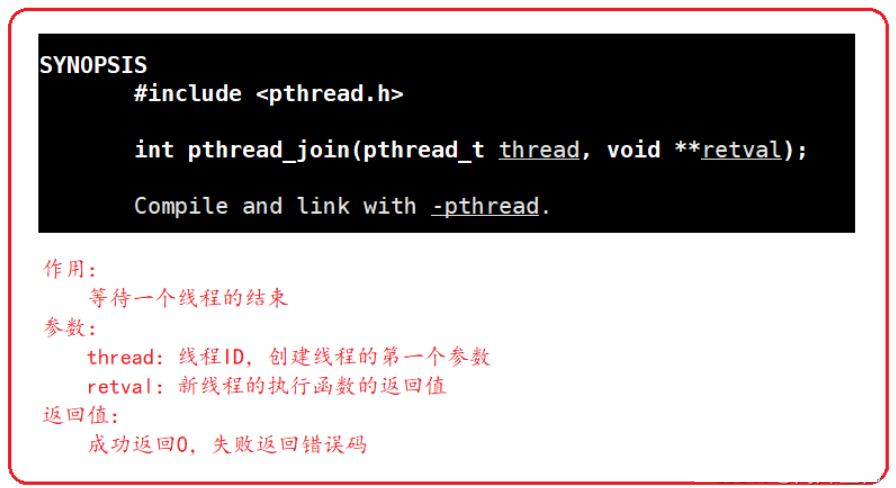 SYNOPSIS
#include <pthread.h>
int pthread_join(pthread_t thread, void **retval);
Compile and link with -pthread.
作用:
等待一个线程的结束
参数:
thread: 线程ID, 创建线程的第一个参数
retval: 新线程的执行函数的返回值
返回值:
成功返回0, 失败返回错误码